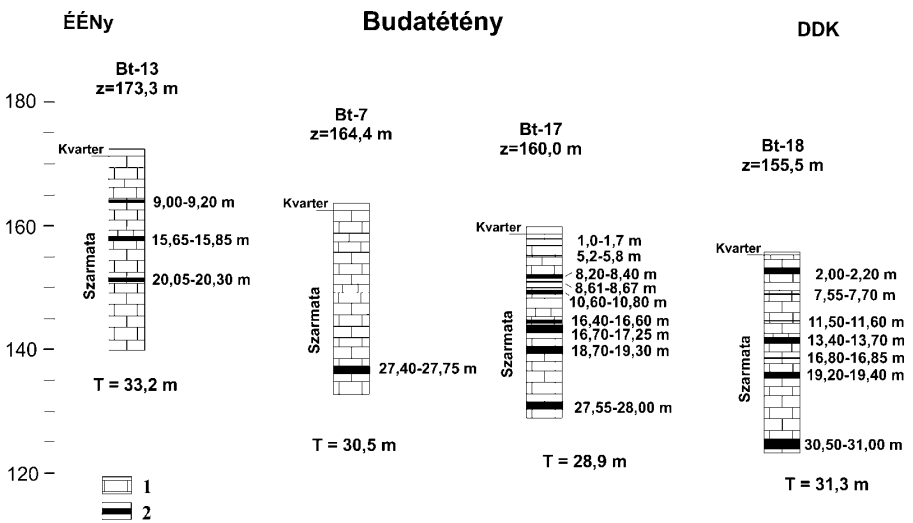 ÉÉNy
Budatétény
DDK
Bt-13
z=173,3 m
Bt-7
z=164,4 m
Bt-17
z=160,0 m
Bt-18
z=155,5 m
180
160
140
120
Kvarter
Szarmata
9,00-9,20 m
15,65-15,85 m
20,05-20,30 m
T = 33,2 m
Kvarter
Szarmata
27,40-27,75 m
T = 30,5 m
Kvarter
Szarmata
1,0-1,7 m
5,2-5,8 m
8,20-8,40 m
8,61-8,67 m
10,60-10,80 m
16,40-16,60 m
16,70-17,25 m
18,70-19,30 m
27,55-28,00 m
T = 28,9 m
Kvarter
Szarmata
2,00-2,20 m
7,55-7,70 m
11,50-11,60 m
13,40-13,70 m
16,80-16,85 m
19,20-19,40 m
30,50-31,00 m
T = 31,3 m
1
2